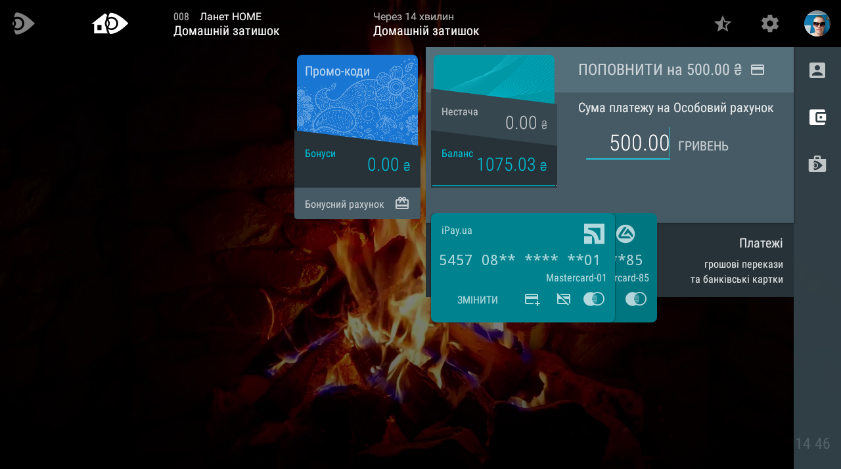 008 Ланет HOME
Домашній затишок
Через 14 хвилин
Домашній затишок
Промо-коди
Бонуси
0.00 ₴
Бонусний рахунок
Нестача
0.00 ₴
Баланс
1075.03 ₴
ПОПОВНИТИ на 500.00 ₴
Сума платежу на Особовий рахунок
500.00 ГРИВЕНЬ
iPay.ua
5457 08** **** **01
Mastercard-01
ЗМІНИТИ
**85
rcard-85
Платежі
грошові перекази
та банківські картки
14 46